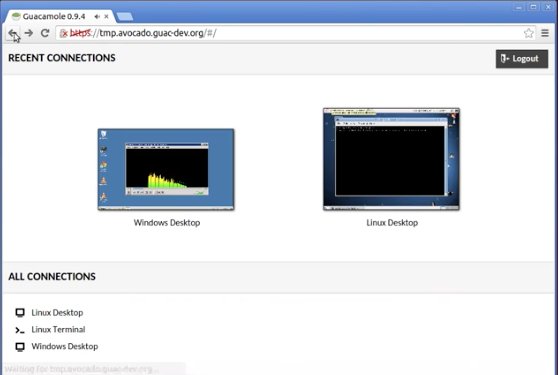 Guacamole 0.9.4
https://tmp.avocado.guac-dev.org/#/
RECENT CONNECTIONS
Logout
Windows Desktop
Linux Desktop
ALL CONNECTIONS
Linux Desktop
Linux Terminal
Windows Desktop
Waiting for tmp.avocado.guac-dev.org...